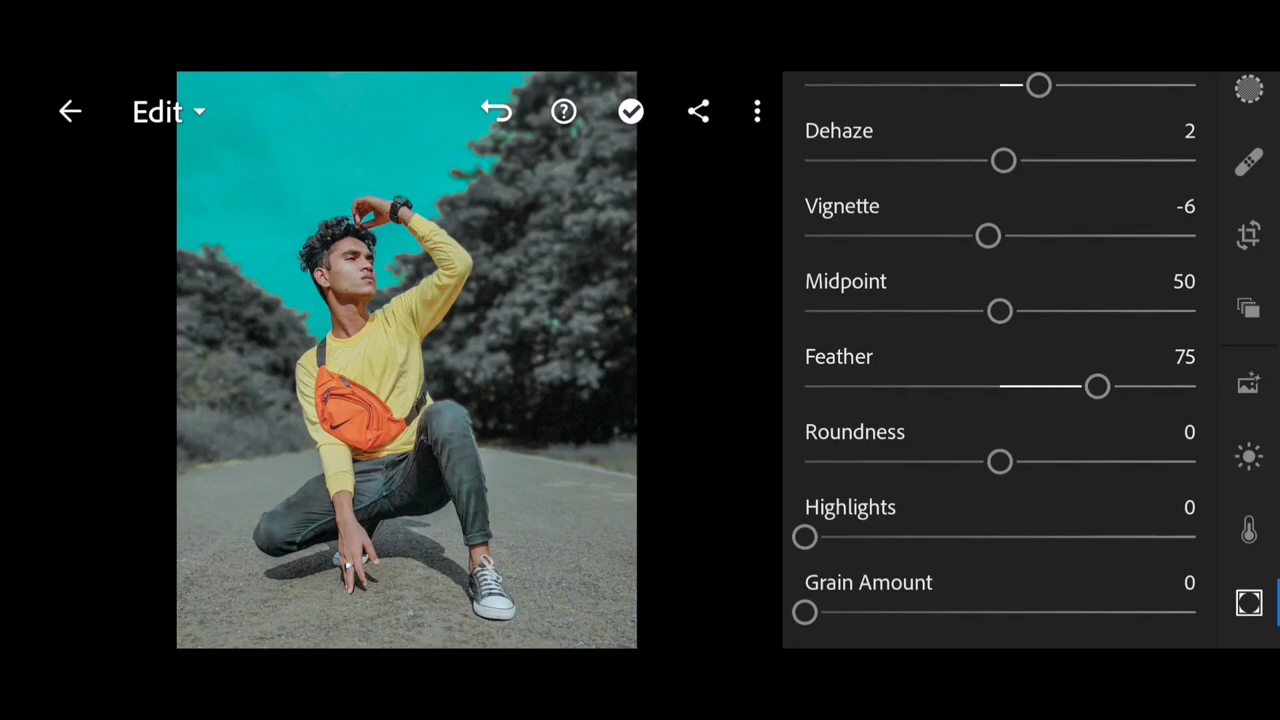 Edit
Dehaze 2
Vignette -6
Midpoint 50
Feather 75
Roundness 0
Highlights 0
Grain Amount 0